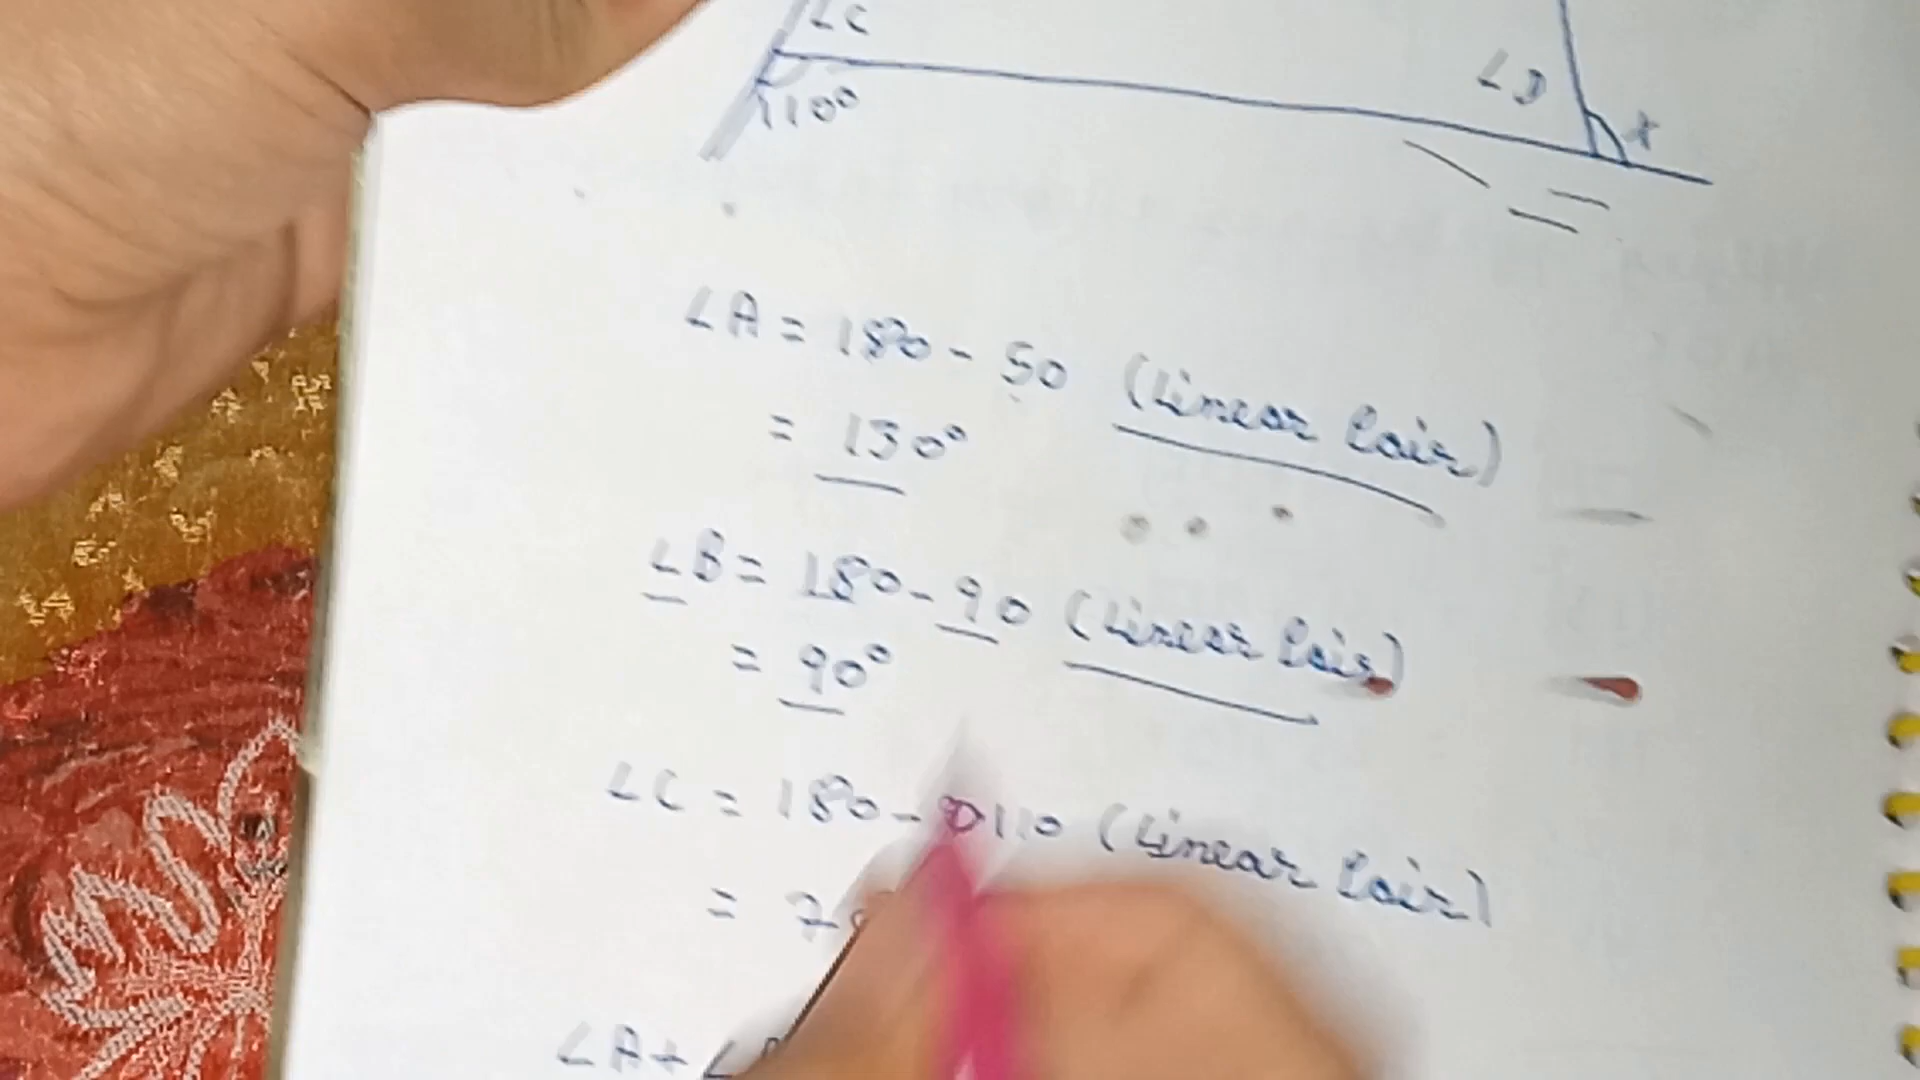 ∠C
110°
∠D
x
∠A = 180 - 50 (Linear Pair)
= 130°
∠B = 180 - 90 (Linear Pair)
= 90°
∠C = 180 - 110 (Linear Pair)
∠A + ∠